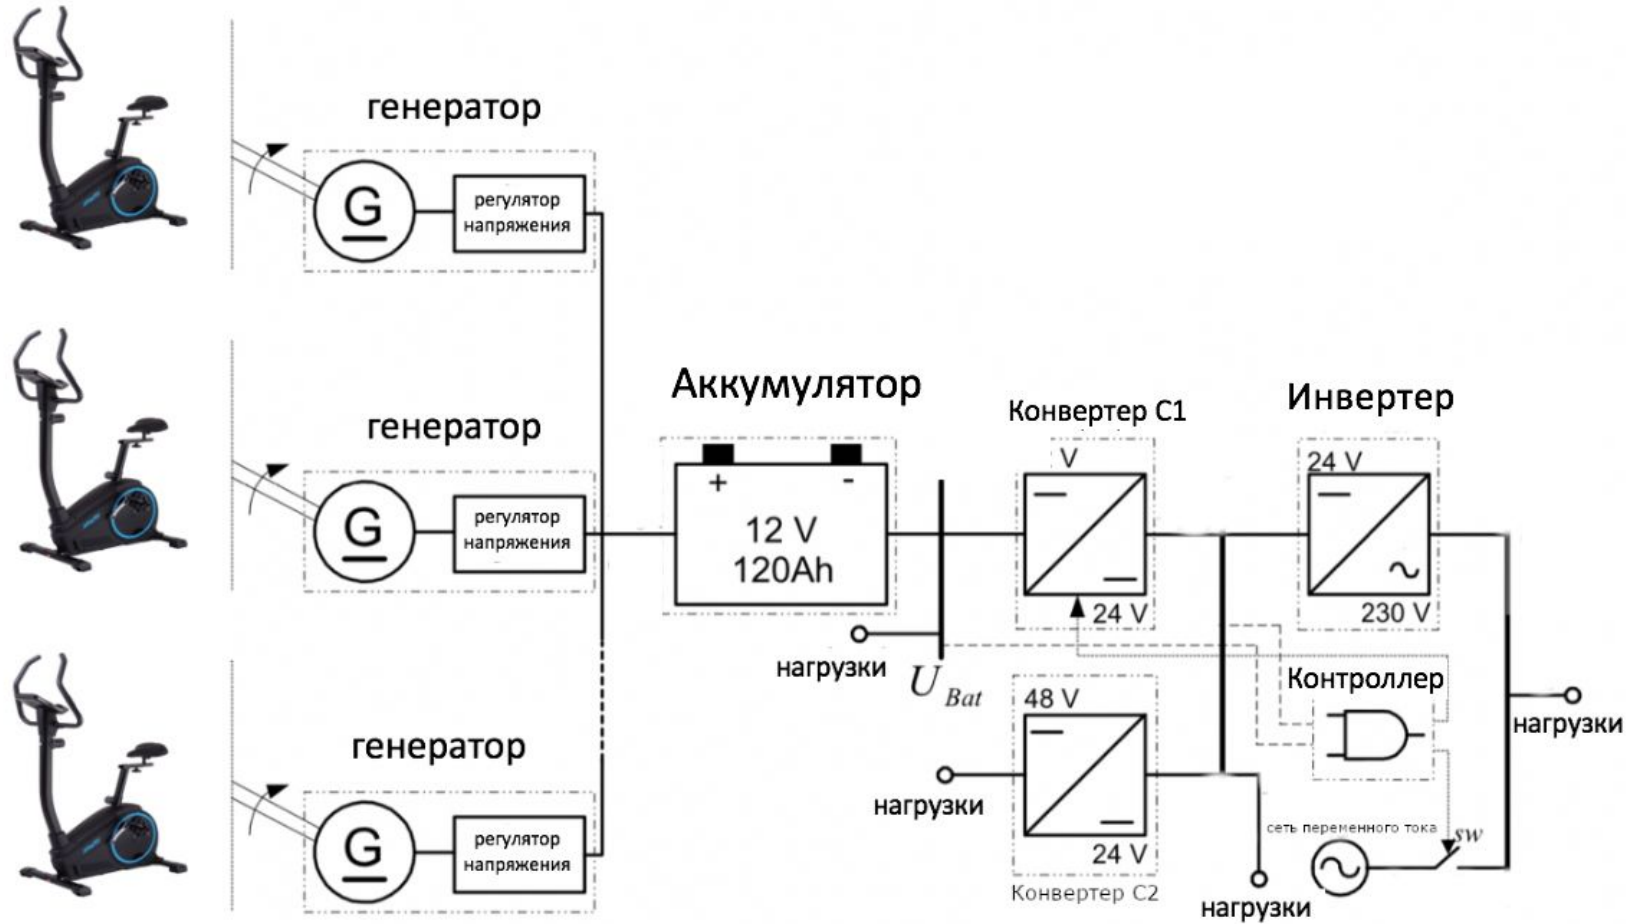 генератор
G
регулятор
напряжения
генератор
G
регулятор
напряжения
генератор
G
регулятор
напряжения
Аккумулятор
+ -
12 V
120Ah
нагрузки
U Bat
Конвертер С1
V
24 V
48 V
24 V
Конвертер С2
нагрузки
Инвертер
24 V
230 V
Контроллер
нагрузки
сеть переменного тока
sw
нагрузки